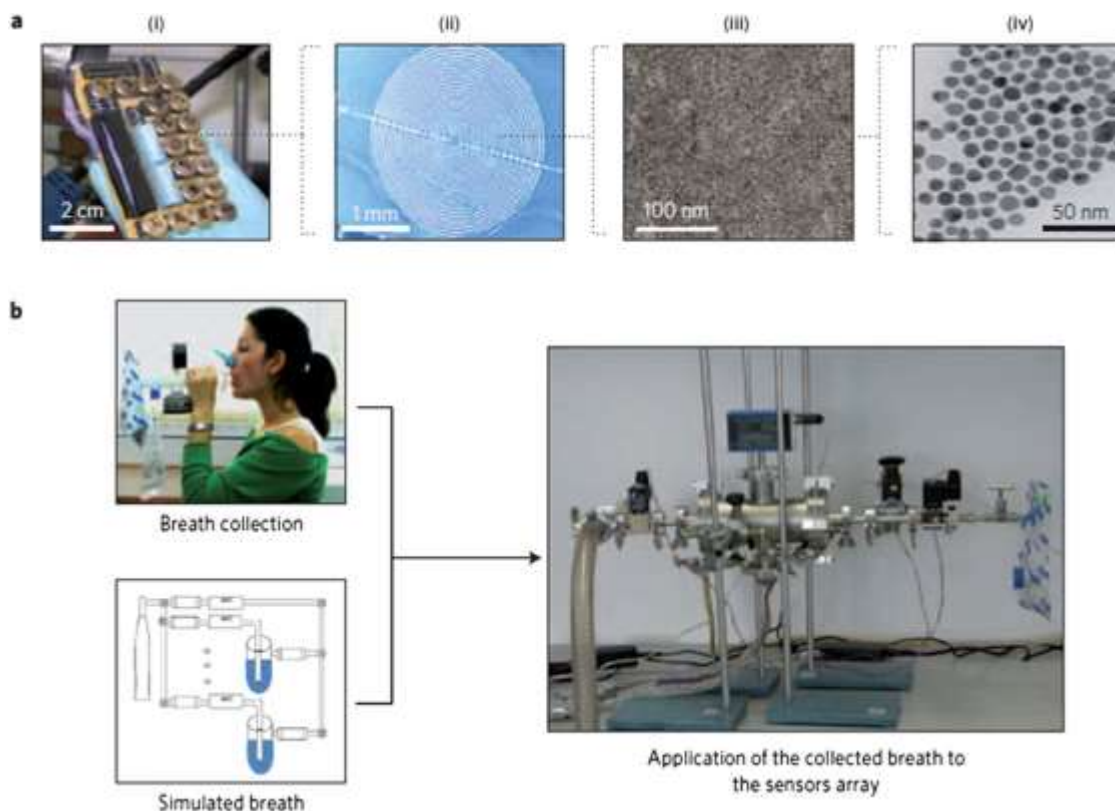 a
(i) (ii) (iii) (iv)
2 cm
1 mm
100 nm
50 nm
b
Breath collection
Simulated breath
Application of the collected breath to
the sensors array